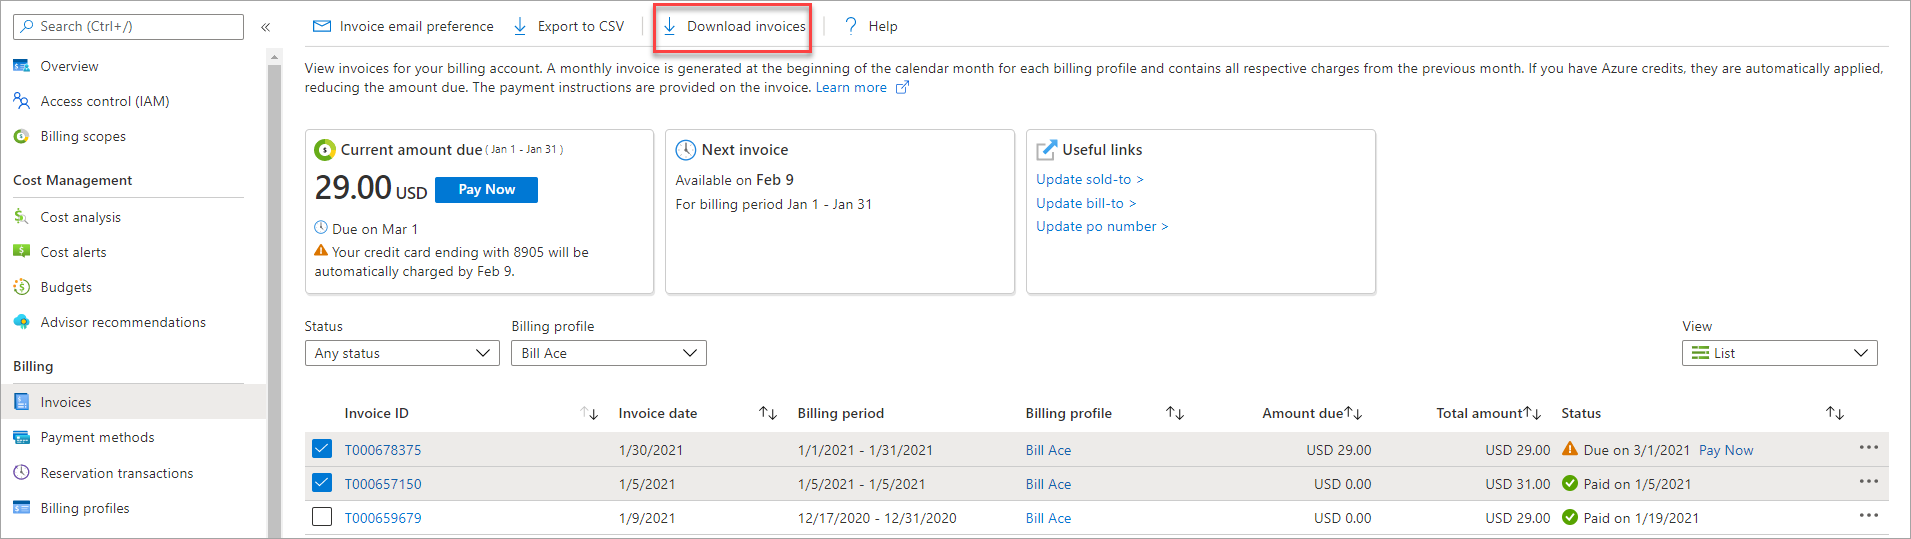 Search (Ctrl+/)
«
Overview
Access control (IAM)
Billing scopes
Cost Management
Cost analysis
Cost alerts
Budgets
Advisor recommendations
Billing
Invoices
Payment methods
Reservation transactions
Billing profiles
Invoice email preference Export to CSV Download invoices ? Help
View invoices for your billing account. A monthly invoice is generated at the beginning of the calendar month for each billing profile and contains all respective charges from the previous month. If you have Azure credits, they are automatically applied,
reducing the amount due. The payment instructions are provided on the invoice. Learn more
Current amount due ( Jan 1 - Jan 31 )
29.00 USD Pay Now
Due on Mar 1
Your credit card ending with 8905 will be
automatically charged by Feb 9.
Next invoice
Available on Feb 9
For billing period Jan 1 - Jan 31
Useful links
Update sold-to >
Update bill-to >
Update po number >
Status Billing profile View
Any status Bill Ace List
Invoice ID Invoice date Billing period Billing profile Amount due Total amount Status
T000678375 1/30/2021 1/1/2021 - 1/31/2021 Bill Ace USD 29.00 USD 29.00 Due on 3/1/2021 Pay Now ...
T000657150 1/5/2021 1/5/2021 - 1/5/2021 Bill Ace USD 0.00 USD 31.00 Paid on 1/5/2021 ...
T000659679 1/9/2021 12/17/2020 - 12/31/2020 Bill Ace USD 0.00 USD 29.00 Paid on 1/19/2021 ...